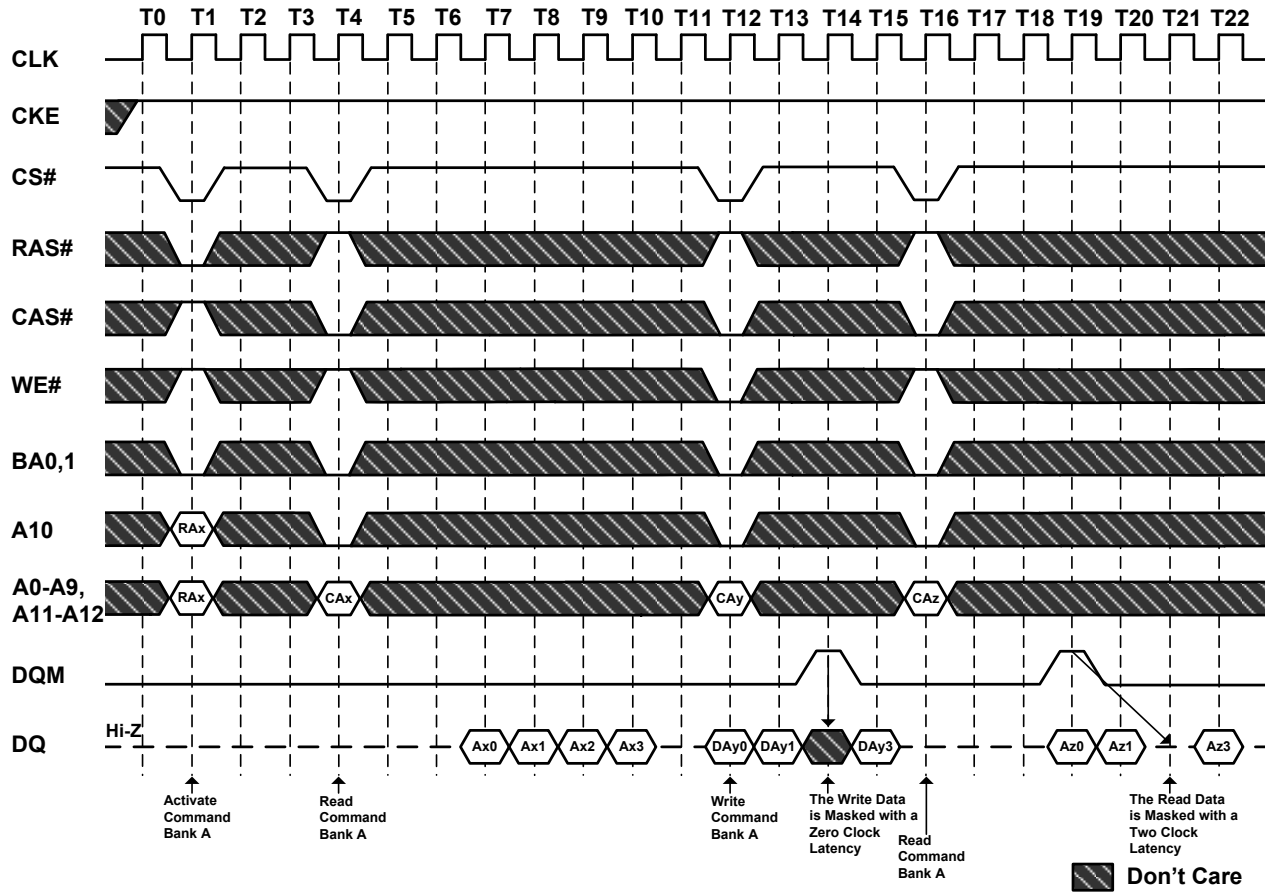 T0 T1 T2 T3 T4 T5 T6 T7 T8 T9 T10 T11 T12 T13 T14 T15 T16 T17 T18 T19 T20 T21 T22
CLK
CKE
CS#
RAS#
CAS#
WE#
BA0,1
A10
RAx
A0-A9,
A11-A12
RAx CAx CAy CAz
DQM
Hi-Z
DQ
Ax0 Ax1 Ax2 Ax3 DAy0 DAy1 DAy3 Az0 Az1 Az3
Activate
Command
Bank A
Read
Command
Bank A
Write
Command
Bank A
The Write Data
is Masked with a
Zero Clock
Latency
Read
Command
Bank A
The Read Data
is Masked with a
Two Clock
Latency
Don't Care